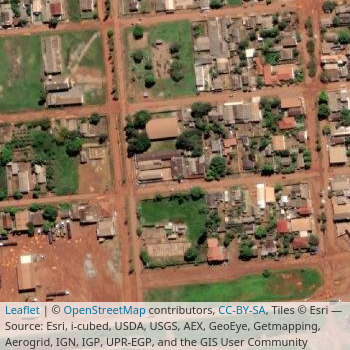 Leaflet | © OpenStreetMap contributors, CC-BY-SA, Tiles © Esri —
Source: Esri, i-cubed, USDA, USGS, AEX, GeoEye, Getmapping,
Aerogrid, IGN, IGP, UPR-EGP, and the GIS User Community